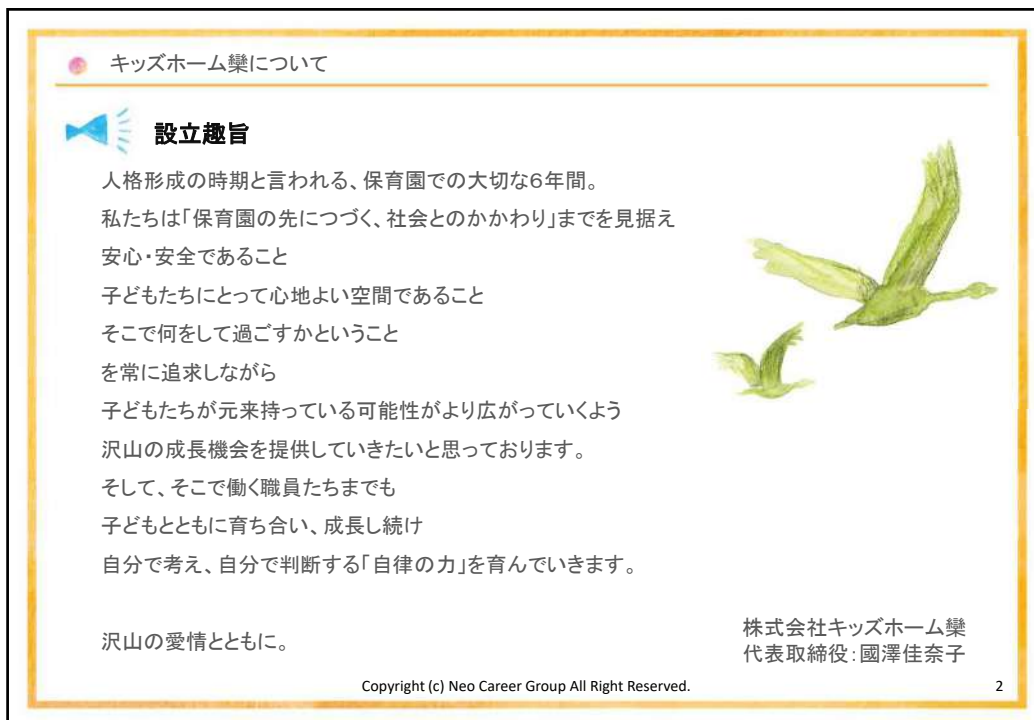 キッズホーム欒について
設立趣旨
人格形成の時期と言われる、保育園での大切な6年間。
私たちは「保育園の先につづく、社会とのかかわり」までを見据え
安心・安全であること
子どもたちにとって心地よい空間であること
そこで何をして過ごすかということ
を常に追求しながら
子どもたちが元来持っている可能性がより広がっていくよう
沢山の成長機会を提供していきたいと思っております。
そして、そこで働く職員たちまでも
子どもとともに育ち合い、成長し続け
自分で考え、自分で判断する「自律の力」を育んでいきます。
沢山の愛情とともに。
株式会社キッズホーム欒
代表取締役：國澤佳奈子
Copyright (c) Neo Career Group All Right Reserved.
2